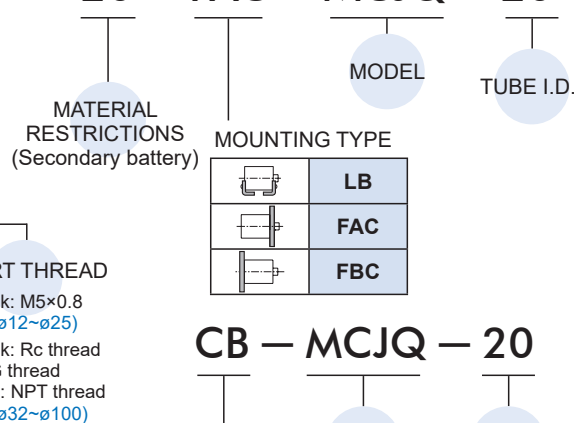 MODEL
TUBE I.D.
MATERIAL
RESTRICTIONS
(Secondary battery)
MOUNTING TYPE
LB
FAC
FBC
THREAD
M5×0.8
ø12~ø25)
Rc thread
thread
: NPT thread
ø32~ø100)
CB — MCJQ — 20